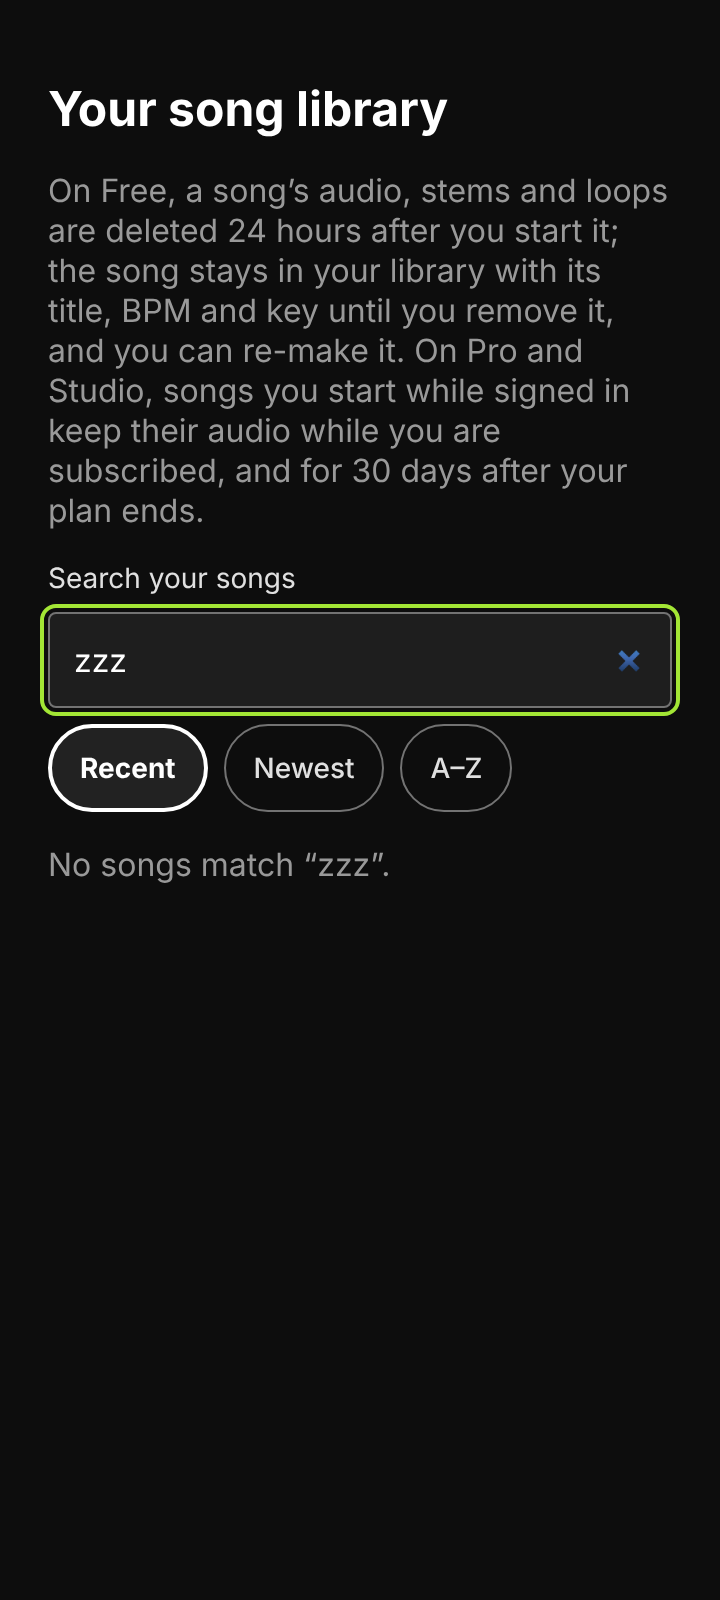 Your song library
On Free, a song’s audio, stems and loops
are deleted 24 hours after you start it;
the song stays in your library with its
title, BPM and key until you remove it,
and you can re-make it. On Pro and
Studio, songs you start while signed in
keep their audio while you are
subscribed, and for 30 days after your
plan ends.
Search your songs
zzz
Recent Newest A–Z
No songs match “zzz”.